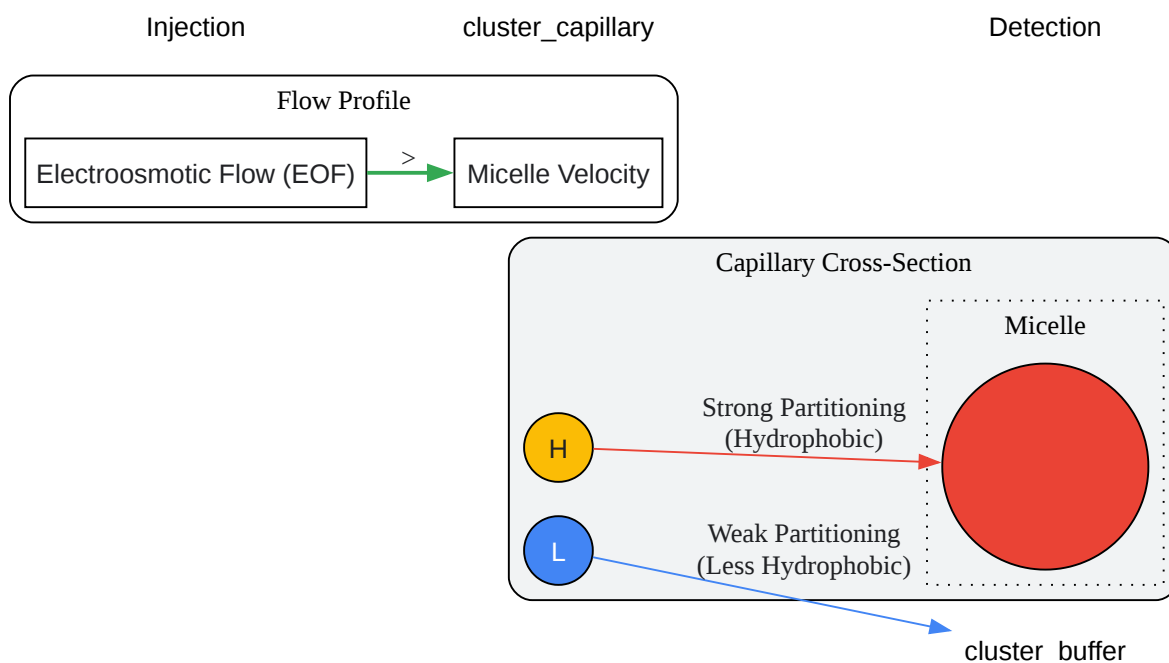 Injection
cluster_capillary
Detection
Flow Profile
Electroosmotic Flow (EOF)
>
Micelle Velocity
Capillary Cross-Section
Micelle
Strong Partitioning
(Hydrophobic)
H
Weak Partitioning
(Less Hydrophobic)
L
cluster_buffer